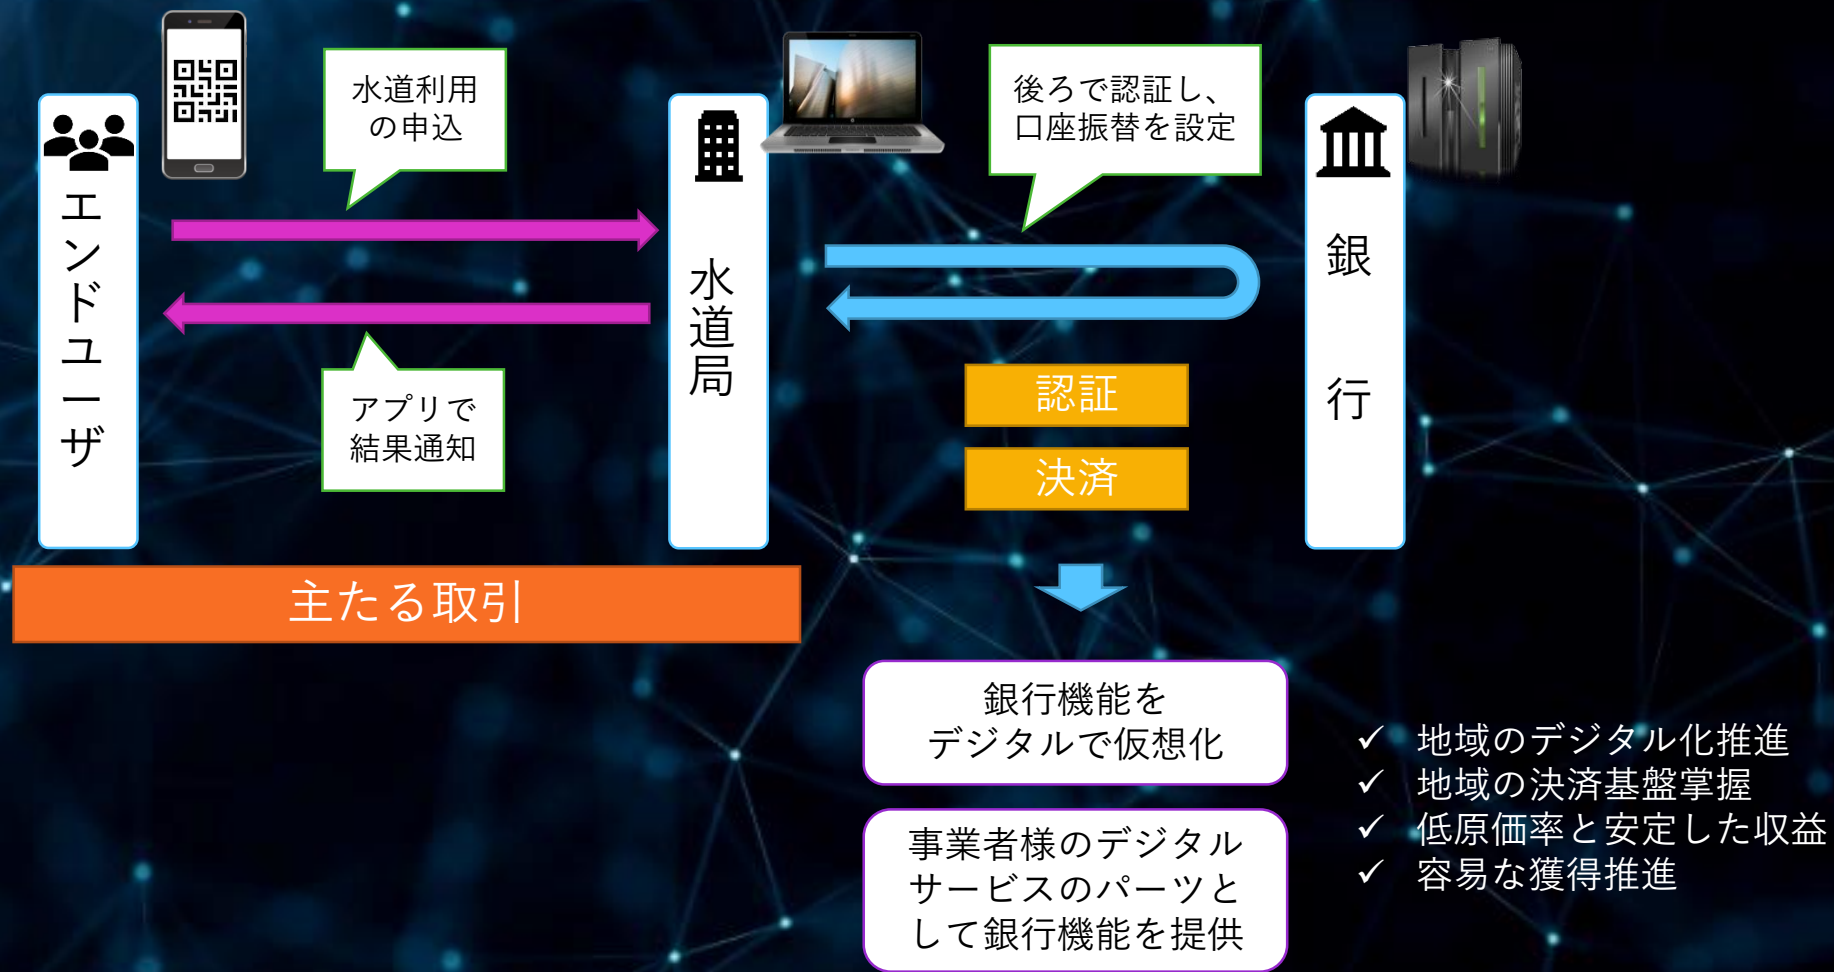 水道利用
の申込
後ろで認証し、
口座振替を設定
エンドユーザ
水道局
銀行
アプリで
結果通知
認証
決済
主たる取引
銀行機能を
デジタルで仮想化
事業者様のデジタル
サービスのパーツと
して銀行機能を提供
✓ 地域のデジタル化推進
✓ 地域の決済基盤掌握
✓ 低原価率と安定した収益
✓ 容易な獲得推進